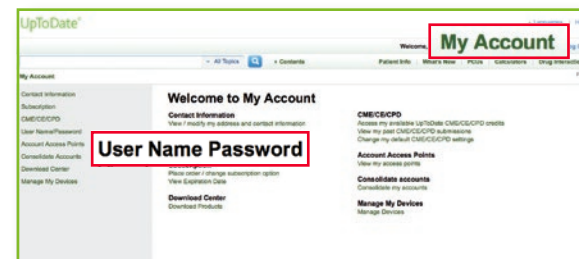 UpToDate®
Welcome,
My Account
All Topics
Contents
Patient Info
What's New
PCUs
Calculators
Drug Interactions
My Account
Contact Information
Subscription
CME/CE/CPD
User Name/Password
Account Access Points
Consolidate Accounts
Download Center
Manage My Devices
Welcome to My Account
Contact Information
View / modify my address and contact information
User Name Password
Place order / change subscription option
View Expiration Date
Download Center
Download Products
CME/CE/CPD
Access my available UpToDate CME/CE/CPD credits
View my past CME/CE/CPD submissions
Change my default CME/CE/CPD settings
Account Access Points
View my access points
Consolidate accounts
Consolidate my accounts
Manage My Devices
Manage Devices